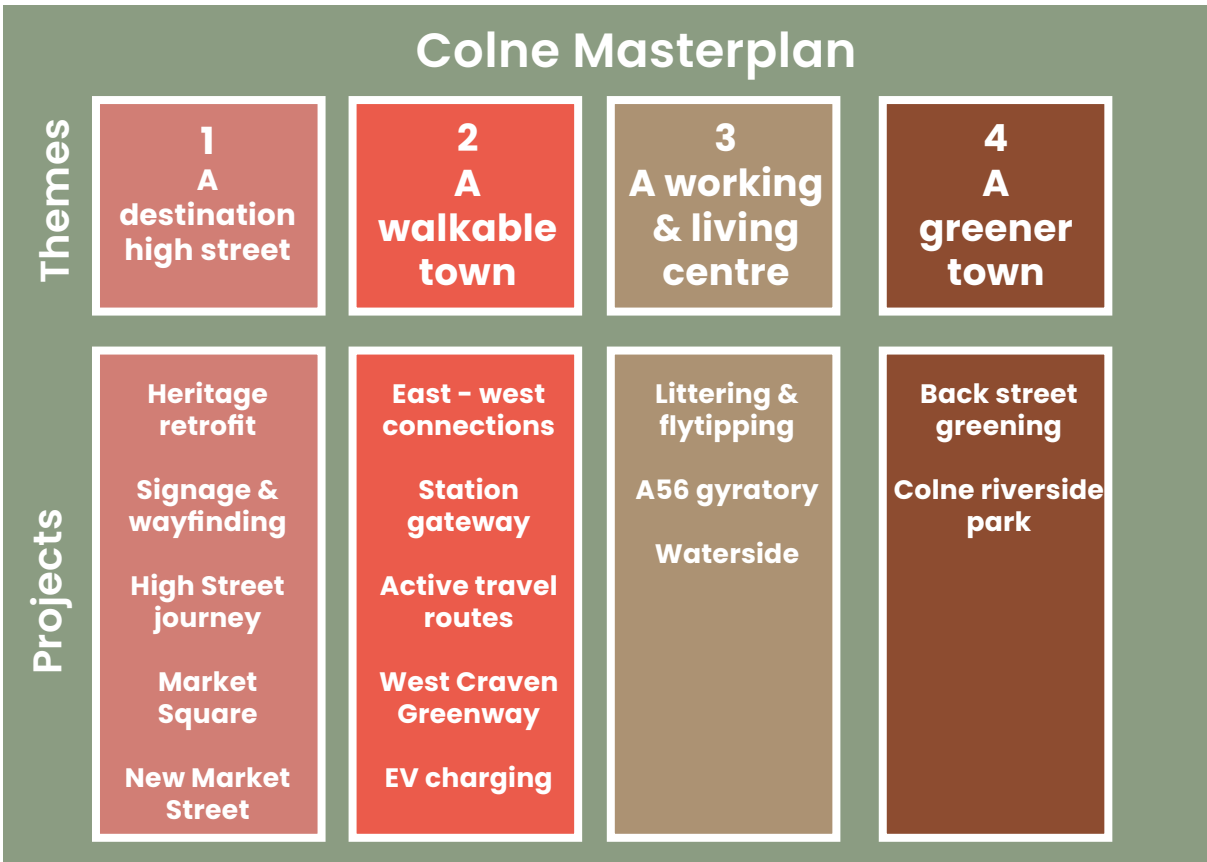 Colne Masterplan
Themes
1
A
destination
high street
2
A
walkable
town
3
A working
& living
centre
4
A
greener
town
Projects
Heritage
retrofit
Signage &
wayfinding
High Street
journey
Market
Square
New Market
Street
East - west
connections
Station
gateway
Active travel
routes
West Craven
Greenway
EV charging
Littering &
flytipping
A56 gyratory
Waterside
Back street
greening
Colne riverside
park